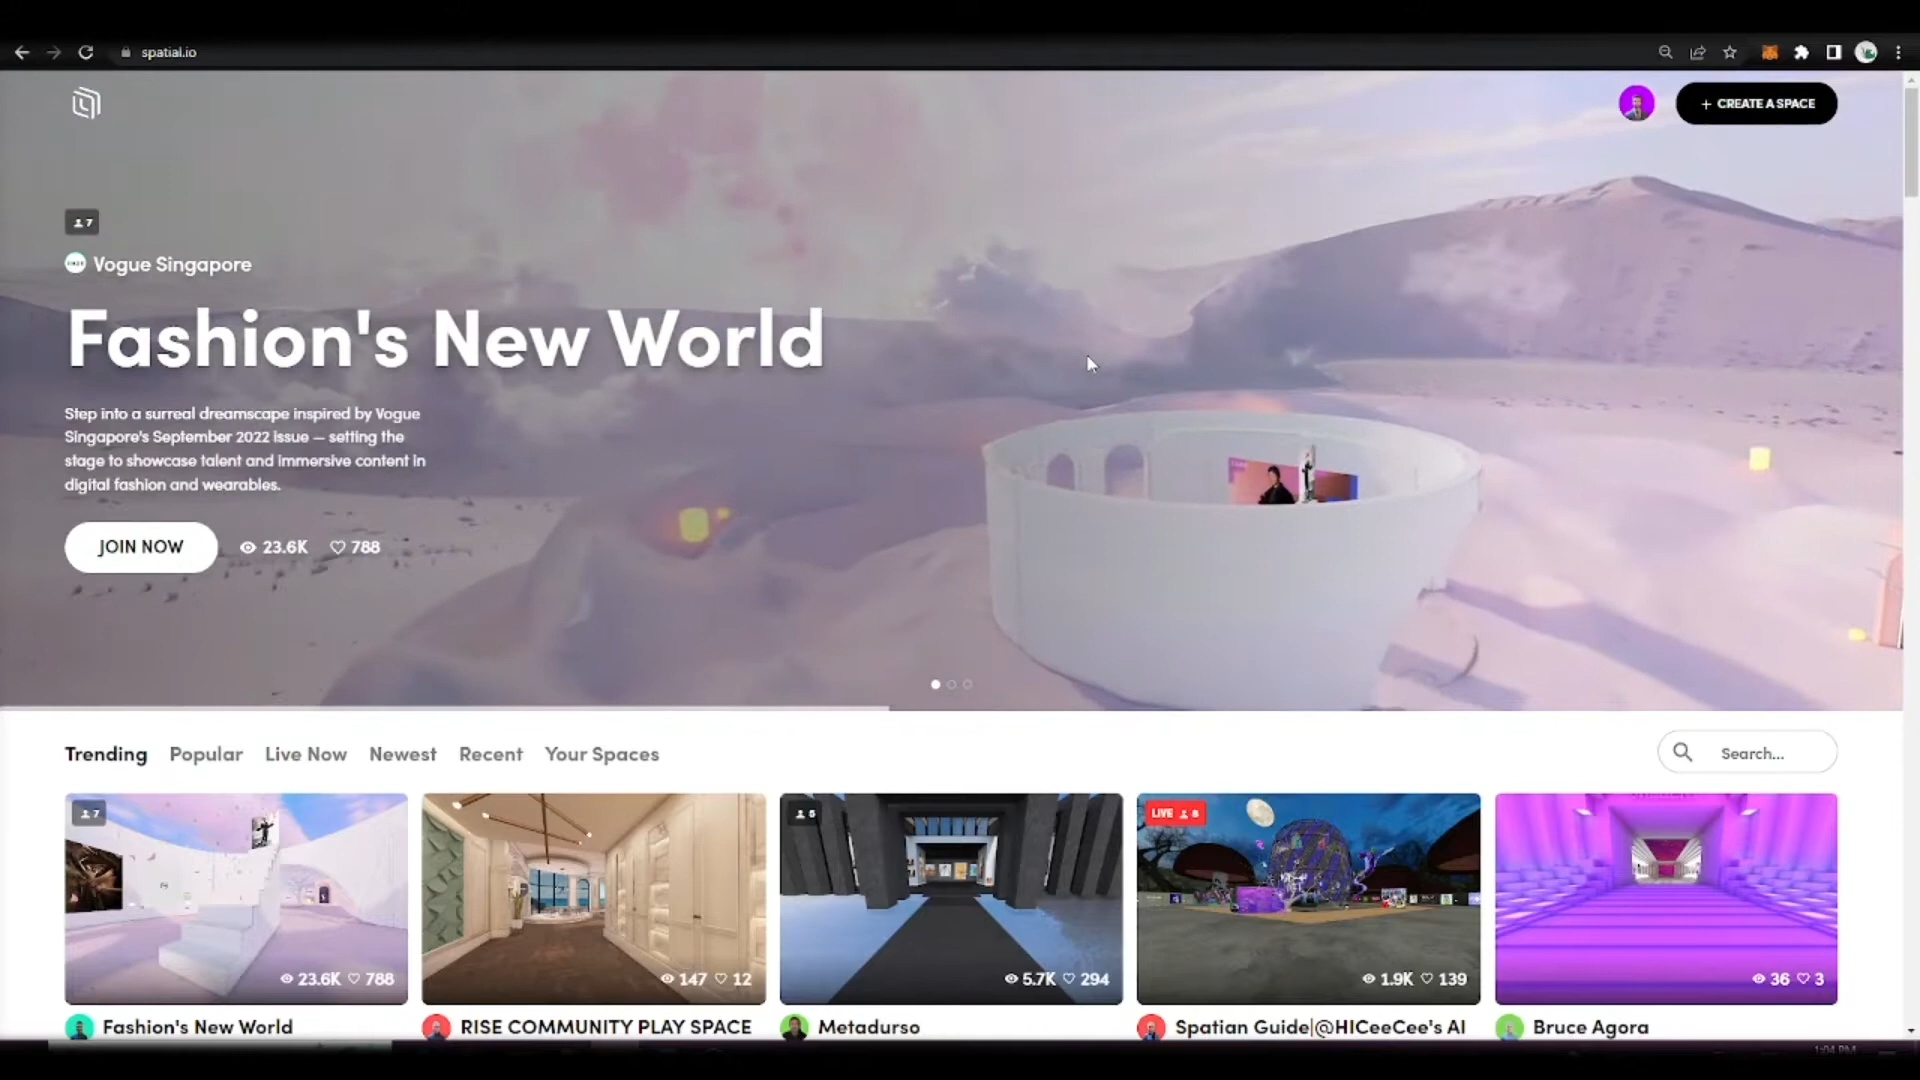 spatial.io
+ CREATE A SPACE
7
Vogue Singapore
Fashion's New World
Step into a surreal dreamscape inspired by Vogue
Singapore's September 2022 issue — setting the
stage to showcase talent and immersive content in
digital fashion and wearables.
JOIN NOW 23.6K 788
Trending Popular Live Now Newest Recent Your Spaces Search...
7
5
LIVE 8
23.6K 788
147 12
5.7K 294
1.9K 139
36 3
Fashion's New World
RISE COMMUNITY PLAY SPACE
Metadurso
Spatian Guide|@HICeeCee's AI
Bruce Agora
1:04 PM